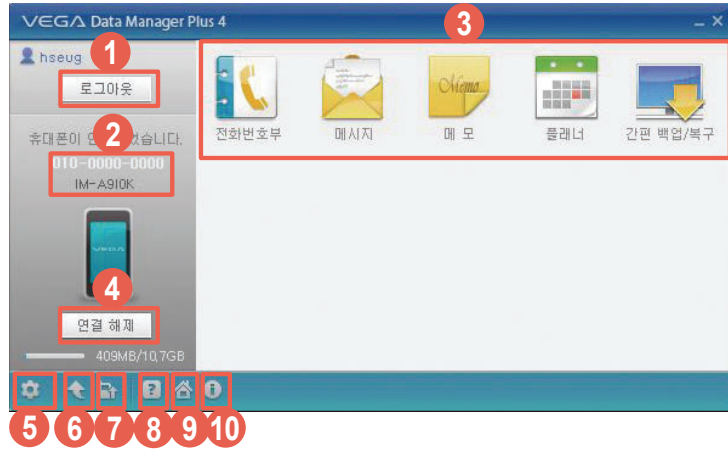 VEGA Data Manager Plus 4
3
hseug
1
로그아웃
2
휴대폰이 습니다.
010-0000-0000
IM-A910K
VEGA
4
연결 해제
409MB/10,7GB
Memo
전화번호부
메시지
메 모
플래너
간편 백업/복구
5
6
7
8
9
10